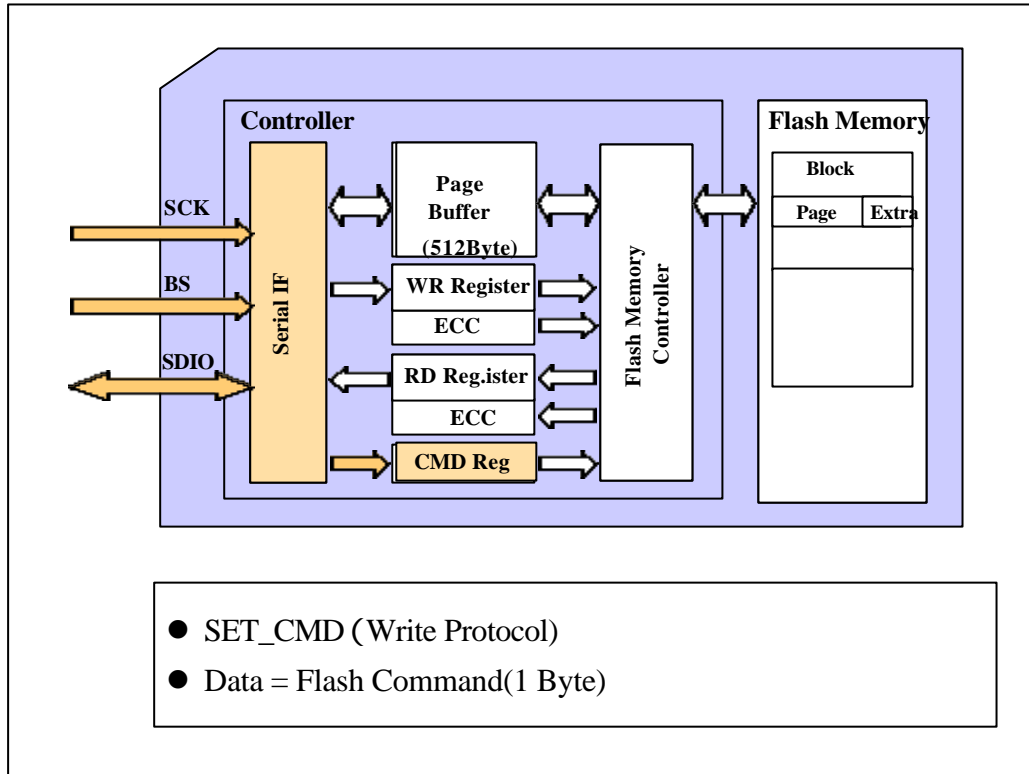 Controller
Flash Memory
SCK
BS
SDIO
Serial IF
Page
Buffer
(512Byte)
WR Register
ECC
RD Reg.ister
ECC
CMD Reg
Flash Memory
Controller
Block
Page
Extra
● SET_CMD (Write Protocol)
● Data = Flash Command(1 Byte)